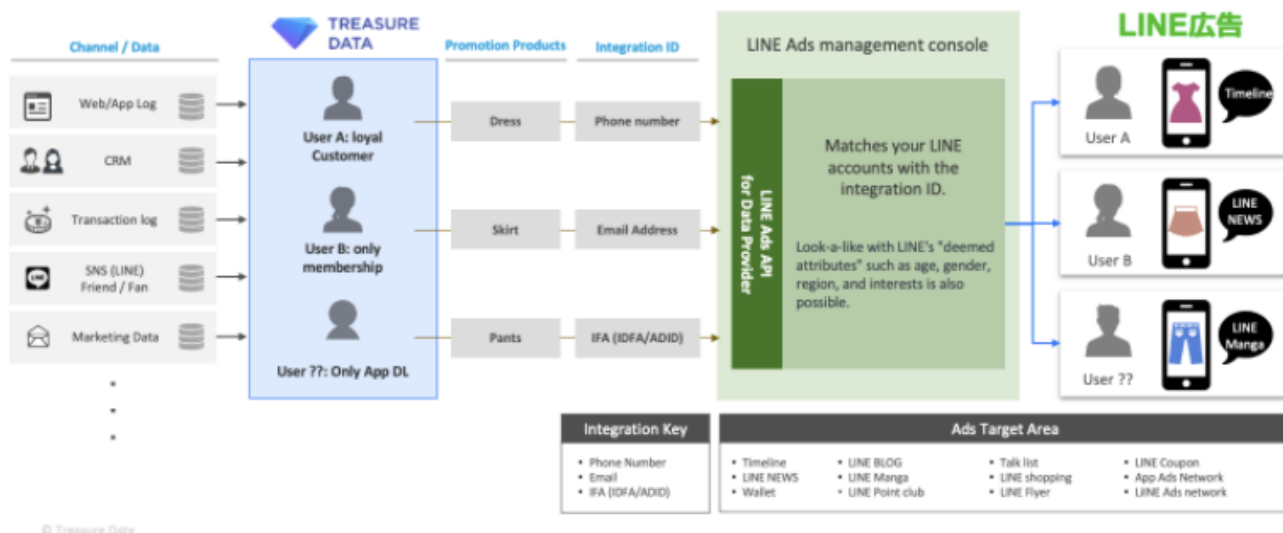 TREASURE
DATA
LINE広告
Channel / Data
Promotion Products
Integration ID
LINE Ads management console
Web/App Log
CRM
Transaction log
SNS (LINE)
Friend / Fan
Marketing Data
User A: loyal
Customer
User B: only
membership
User ??: Only App DL
Dress
Phone number
Skirt
Email Address
Pants
IFA (IDFA/ADID)
LINE Ads API
for Data Provider
Matches your LINE
accounts with the
integration ID.
Look-a-like with LINE's "deemed
attributes" such as age, gender,
region, and interests is also
possible.
User A
Timeline
User B
LINE
NEWS
User ??
LINE
Manga
LINE
Integration Key
▪ Phone Number
▪ Email
▪ IFA (IDFA/ADID)
Ads Target Area
▪ Timeline
▪ LINE NEWS
▪ Wallet
▪ LINE BLOG
▪ LINE Manga
▪ LINE Point club
▪ Talk list
▪ LINE shopping
▪ LINE Flyer
▪ LINE Coupon
▪ App Ads Network
▪ LIINE Ads network
© Treasure Data